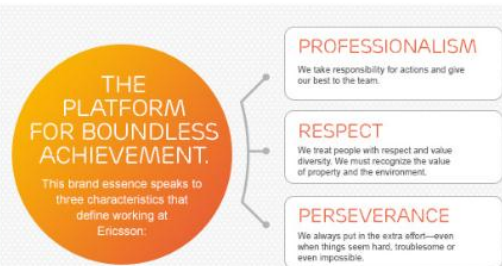 THE
PLATFORM
FOR BOUNDLESS
ACHIEVEMENT.
This brand essence speaks to
three characteristics that
define working at
Ericsson:
PROFESSIONALISM
We take responsibility for actions and give
our best to the team.
RESPECT
We treat people with respect and value
diversity. We must recognize the value
of property and the environment.
PERSEVERANCE
We always put in the extra effort—even
when things seem hard, troublesome or
even impossible.